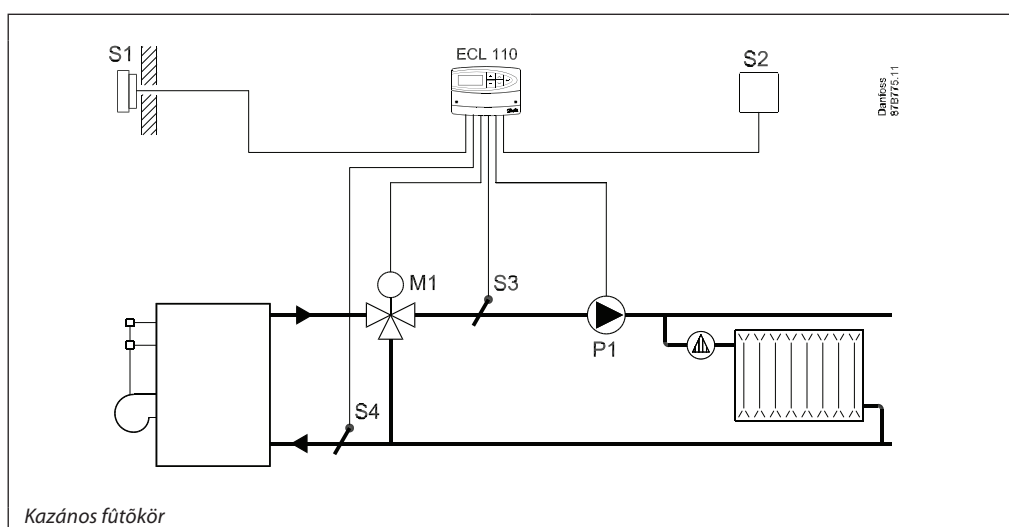 S1
ECL 110
S2
Danfoss
87B775.11
M1
S3
P1
S4
Kazános fûtõkör